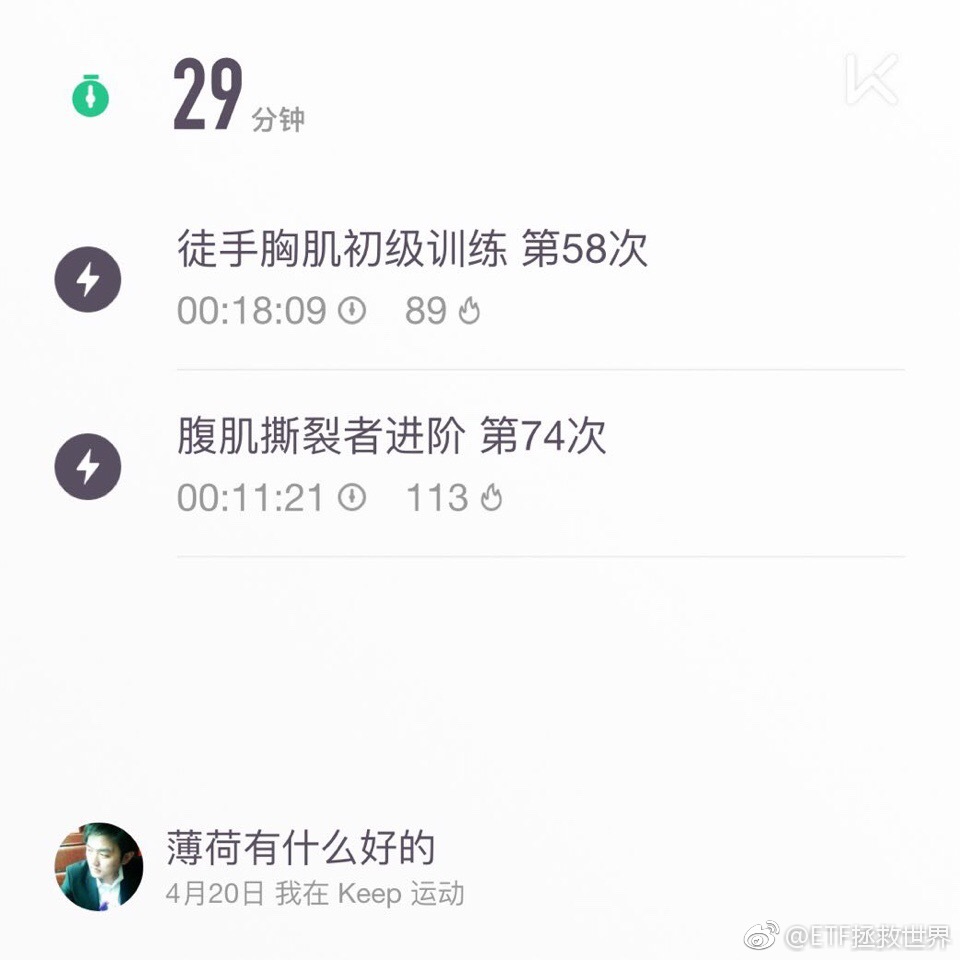 29 分钟
徒手胸肌初级训练 第58次
00:18:09 89
腹肌撕裂者进阶 第74次
00:11:21 113
薄荷有什么好的
4月20日 我在 Keep 运动
@ETF拯救世界